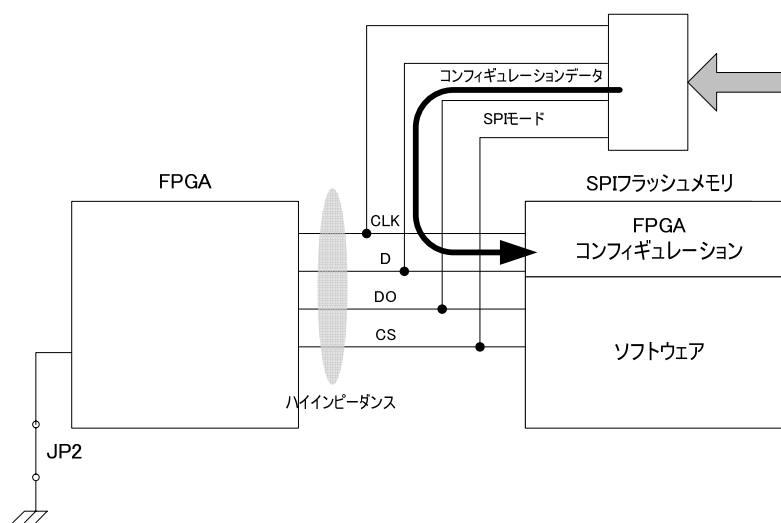 コンフィギュレーションデータ
SPIモード
FPGA
SPIフラッシュメモリ
CLK
FPGA
コンフィギュレーション
D
DO
CS
ソフトウェア
ハイインピーダンス
JP2